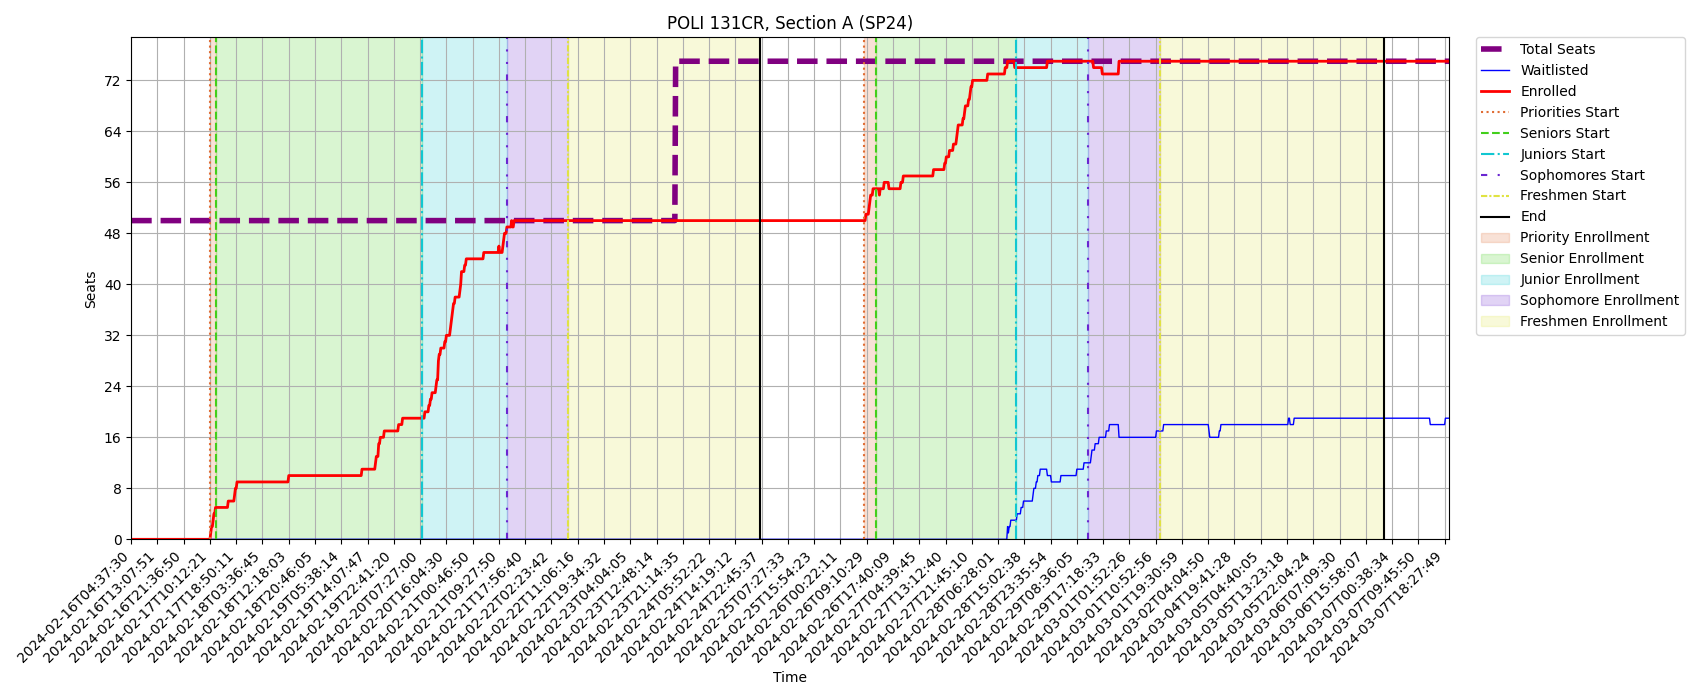 POLI 131CR, Section A (SP24)
Seats
72
64
56
48
40
32
24
16
8
0
2024-02-16T04:37:30
2024-02-16T13:07:51
2024-02-16T21:36:50
2024-02-17T10:12:21
2024-02-17T18:50:11
2024-02-18T03:36:45
2024-02-18T12:18:03
2024-02-18T20:46:05
2024-02-19T05:38:14
2024-02-19T14:07:47
2024-02-19T22:41:20
2024-02-20T07:27:00
2024-02-20T16:04:30
2024-02-21T00:46:50
2024-02-21T09:27:50
2024-02-21T17:56:40
2024-02-22T02:23:42
2024-02-22T11:06:16
2024-02-22T19:34:32
2024-02-23T04:04:05
2024-02-23T12:48:14
2024-02-23T21:14:35
2024-02-24T05:52:22
2024-02-24T14:19:12
2024-02-24T22:45:37
2024-02-25T07:27:33
2024-02-25T15:54:23
2024-02-26T00:22:11
2024-02-26T09:10:29
2024-02-26T17:40:09
2024-02-27T04:39:45
2024-02-27T13:12:40
2024-02-27T21:45:10
2024-02-28T06:28:01
2024-02-28T15:02:38
2024-02-28T23:35:54
2024-02-29T08:36:05
2024-02-29T17:18:33
2024-03-01T01:52:26
2024-03-01T10:52:56
2024-03-01T19:30:59
2024-03-02T04:04:50
2024-03-04T19:41:28
2024-03-05T04:40:05
2024-03-05T13:23:18
2024-03-05T22:04:24
2024-03-06T07:09:30
2024-03-06T15:58:07
2024-03-07T00:38:34
2024-03-07T09:45:50
2024-03-07T18:27:49
Time
Total Seats
Waitlisted
Enrolled
Priorities Start
Seniors Start
Juniors Start
Sophomores Start
Freshmen Start
End
Priority Enrollment
Senior Enrollment
Junior Enrollment
Sophomore Enrollment
Freshmen Enrollment